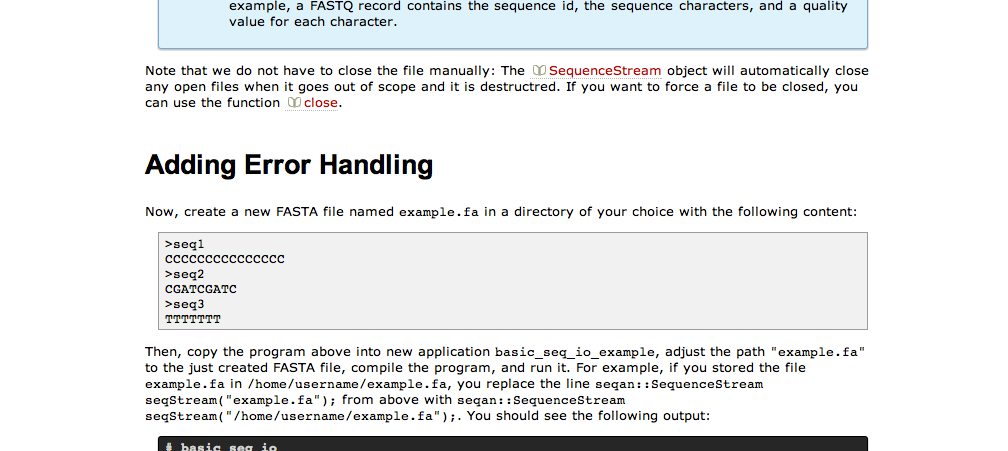 example, a FASTQ record contains the sequence id, the sequence characters, and a quality
value for each character.
Note that we do not have to close the file manually: The SequenceStream object will automatically close
any open files when it goes out of scope and it is destructred. If you want to force a file to be closed, you
can use the function close.
Adding Error Handling
Now, create a new FASTA file named example.fa in a directory of your choice with the following content:
>seq1
CCCCCCCCCCCCCCC
>seq2
CGATCGATC
>seq3
TTTTTTT
Then, copy the program above into new application basic_seq_io_example, adjust the path "example.fa"
to the just created FASTA file, compile the program, and run it. For example, if you stored the file
example.fa in /home/username/example.fa, you replace the line seqan::SequenceStream
seqStream("example.fa"); from above with seqan::SequenceStream
seqStream("/home/username/example.fa");. You should see the following output:
# basic_seq_io